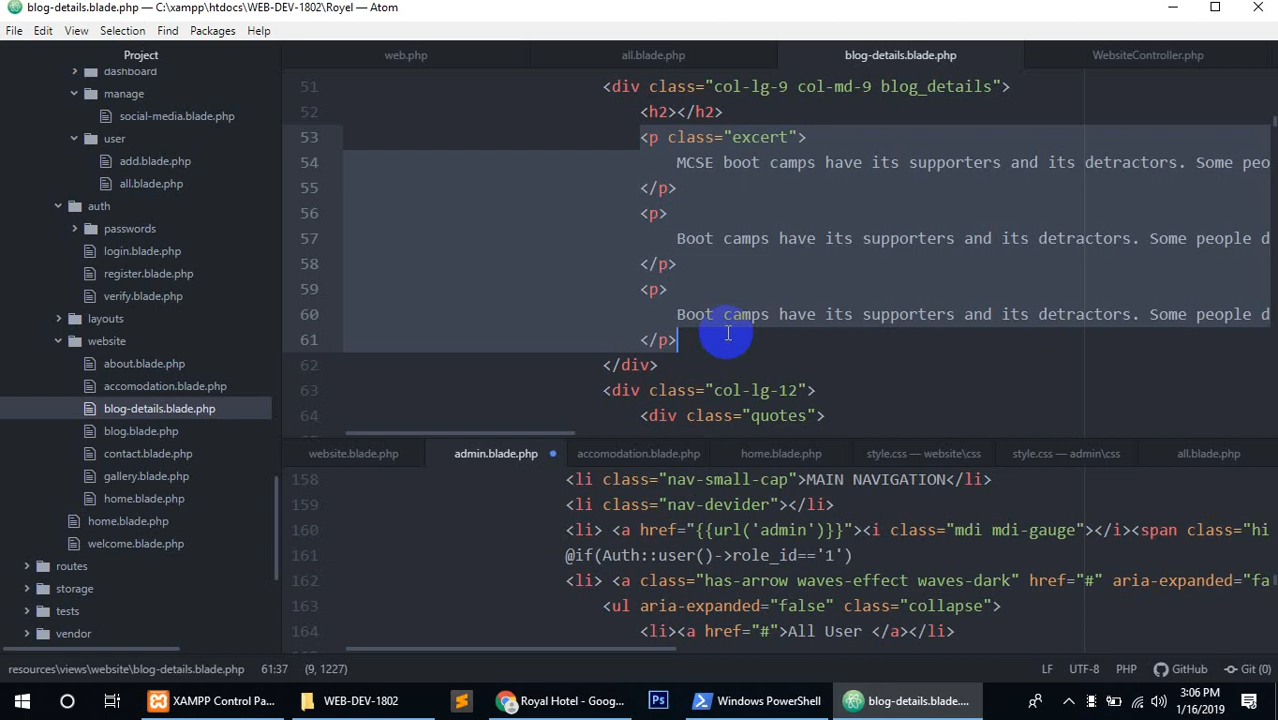 blog-details.blade.php — C:\xampp\htdocs\WEB-DEV-1802\Royel — Atom
File Edit View Selection Find Packages Help
Project
dashboard
manage
social-media.blade.php
user
add.blade.php
all.blade.php
auth
passwords
login.blade.php
register.blade.php
verify.blade.php
layouts
website
about.blade.php
accomodation.blade.php
blog-details.blade.php
blog.blade.php
contact.blade.php
gallery.blade.php
home.blade.php
home.blade.php
welcome.blade.php
routes
storage
tests
vendor
web.php all.blade.php blog-details.blade.php WebsiteController.php
51 <div class="col-lg-9 col-md-9 blog_details">
52 <h2></h2>
53 <p class="excert">
54 MCSE boot camps have its supporters and its detractors. Some peo
55 </p>
56 <p>
57 Boot camps have its supporters and its detractors. Some people d
58 </p>
59 <p>
60 Boot camps have its supporters and its detractors. Some people d
61 </p>
62 </div>
63 <div class="col-lg-12">
64 <div class="quotes">
website.blade.php admin.blade.php accomodation.blade.php home.blade.php style.css — website\css style.css — admin\css all.blade.php
158 <li class="nav-small-cap">MAIN NAVIGATION</li>
159 <li class="nav-devider"></li>
160 <li> <a href="{{url('admin')}}"><i class="mdi mdi-gauge"></i><span class="hi
161 @if(Auth::user()->role_id=='1')
162 <li> <a class="has-arrow waves-effect waves-dark" href="#" aria-expanded="fa
163 <ul aria-expanded="false" class="collapse">
164 <li><a href="#">All User </a></li>
resources\views\website\blog-details.blade.php 61:37 (9, 1227) LF UTF-8 PHP GitHub Git (0)
XAMPP Control Pa... WEB-DEV-1802 Royal Hotel - Goog... Ps Windows PowerShell blog-details.blade.... 3:06 PM
1/16/2019